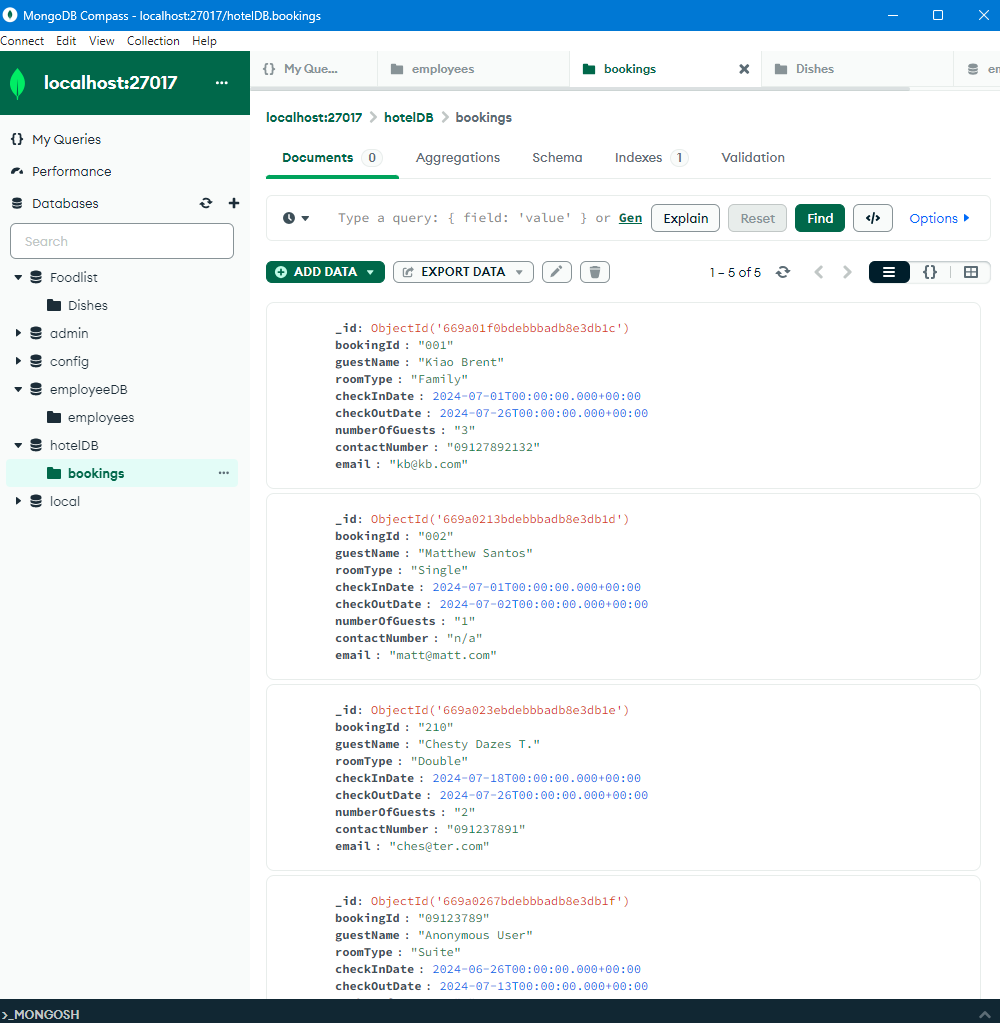 MongoDB Compass - localhost:27017/hotelDB.bookings
Connect Edit View Collection Help
localhost:27017 ...
{} My Queries
Performance
Databases
Search
Foodlist
Dishes
admin
config
employeeDB
employees
hotelDB
bookings ...
local
{} My Que... employees bookings Dishes em
localhost:27017 > hotelDB > bookings
Documents 0 Aggregations Schema Indexes 1 Validation
Type a query: { field: 'value' } or Gen Explain Reset Find </> Options
ADD DATA EXPORT DATA 1 – 5 of 5 {}
_id: ObjectId('669a01f0bdebbbadb8e3db1c')
bookingId : "001"
guestName : "Kiao Brent"
roomType : "Family"
checkInDate : 2024-07-01T00:00:00.000+00:00
checkOutDate : 2024-07-26T00:00:00.000+00:00
numberOfGuests : "3"
contactNumber : "09127892132"
email : "kb@kb.com"
_id: ObjectId('669a0213bdebbbadb8e3db1d')
bookingId : "002"
guestName : "Matthew Santos"
roomType : "Single"
checkInDate : 2024-07-01T00:00:00.000+00:00
checkOutDate : 2024-07-02T00:00:00.000+00:00
numberOfGuests : "1"
contactNumber : "n/a"
email : "matt@matt.com"
_id: ObjectId('669a023ebdebbbadb8e3db1e')
bookingId : "210"
guestName : "Chesty Dazes T."
roomType : "Double"
checkInDate : 2024-07-18T00:00:00.000+00:00
checkOutDate : 2024-07-26T00:00:00.000+00:00
numberOfGuests : "2"
contactNumber : "091237891"
email : "ches@ter.com"
_id: ObjectId('669a0267bdebbbadb8e3db1f')
bookingId : "09123789"
guestName : "Anonymous User"
roomType : "Suite"
checkInDate : 2024-06-26T00:00:00.000+00:00
checkOutDate : 2024-07-13T00:00:00.000+00:00
>_MONGOSH